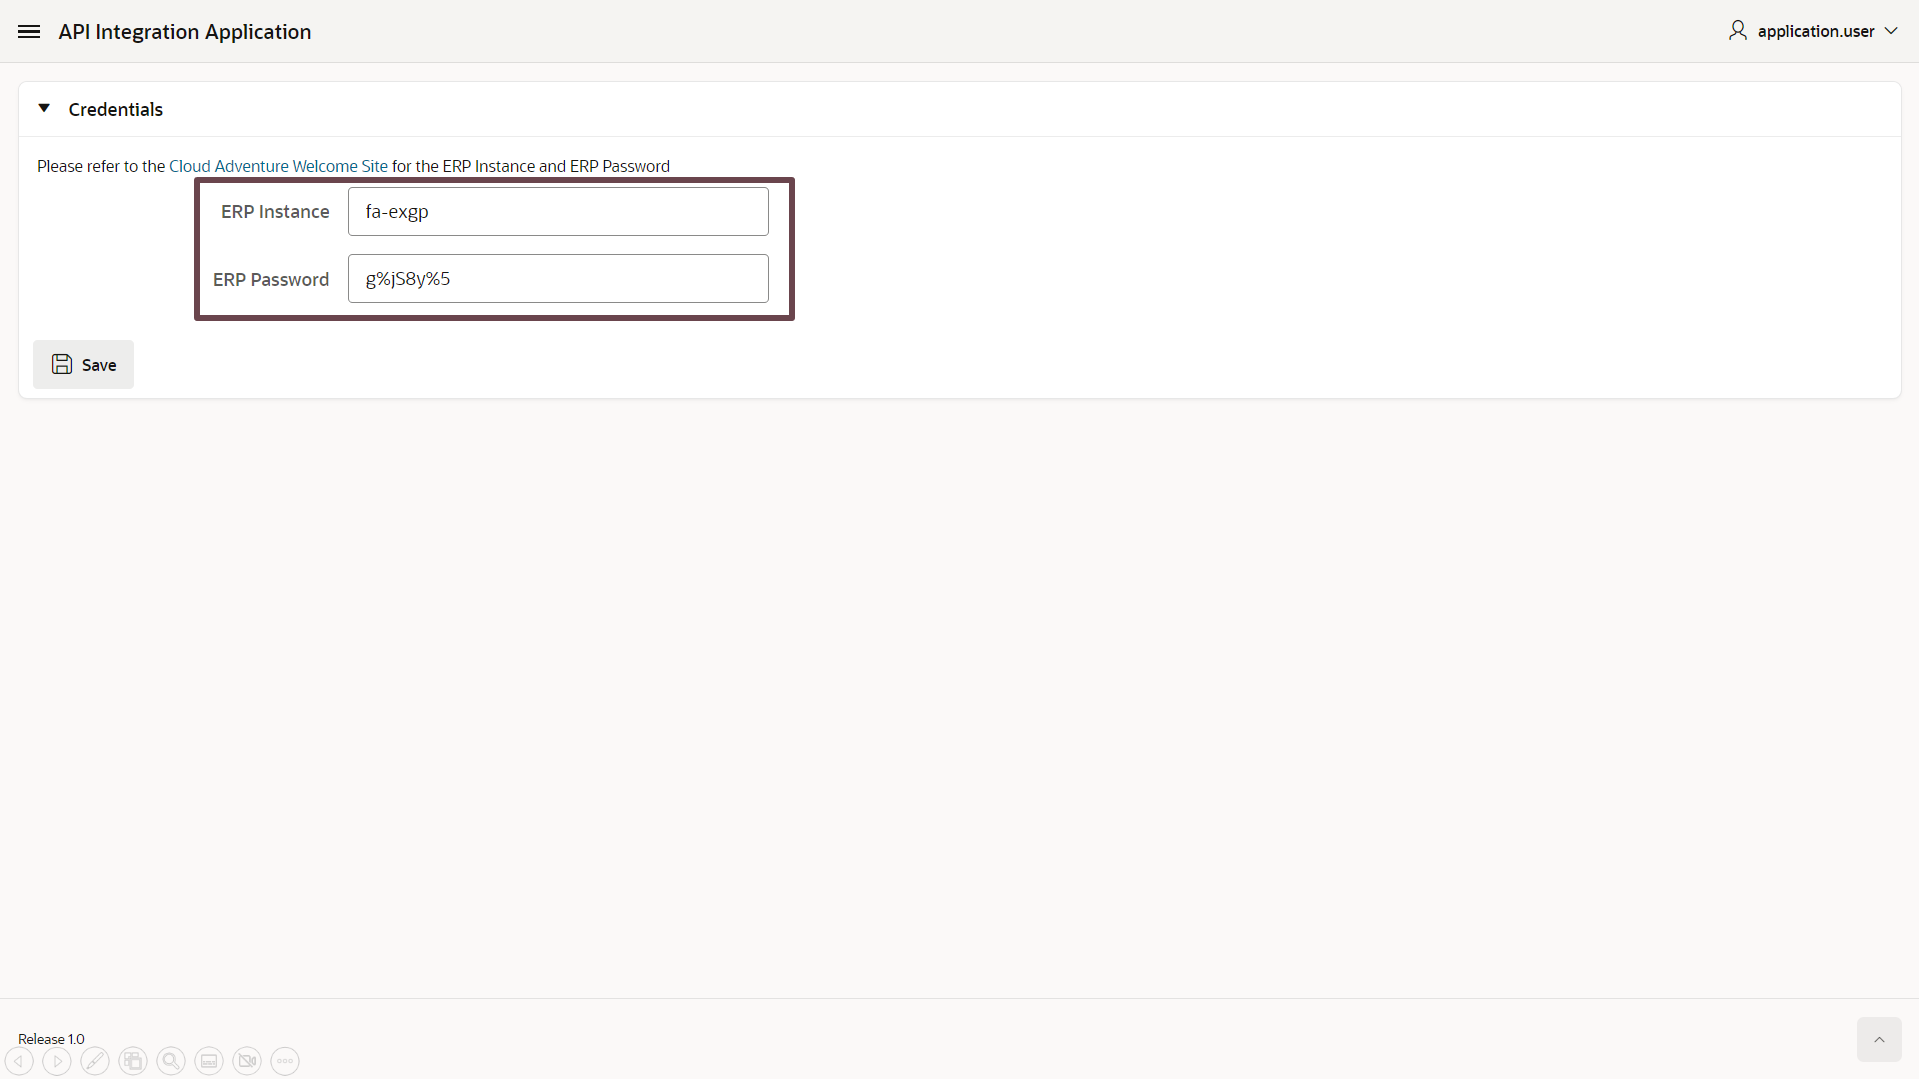 API Integration Application
application.user
Credentials
Please refer to the Cloud Adventure Welcome Site for the ERP Instance and ERP Password
ERP Instance
fa-exgp
ERP Password
g%jS8y%5
Save
Release 1.0